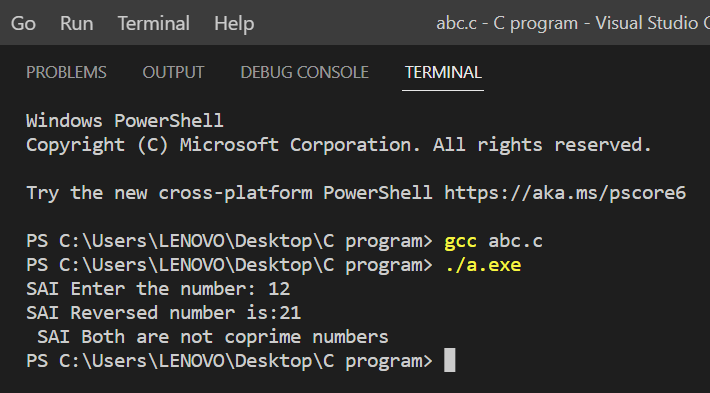 Go Run Terminal Help abc.c - C program - Visual Studio
PROBLEMS OUTPUT DEBUG CONSOLE TERMINAL
Windows PowerShell
Copyright (C) Microsoft Corporation. All rights reserved.
Try the new cross-platform PowerShell https://aka.ms/pscore6
PS C:\Users\LENOVO\Desktop\C program> gcc abc.c
PS C:\Users\LENOVO\Desktop\C program> ./a.exe
SAI Enter the number: 12
SAI Reversed number is:21
 SAI Both are not coprime numbers
PS C:\Users\LENOVO\Desktop\C program>